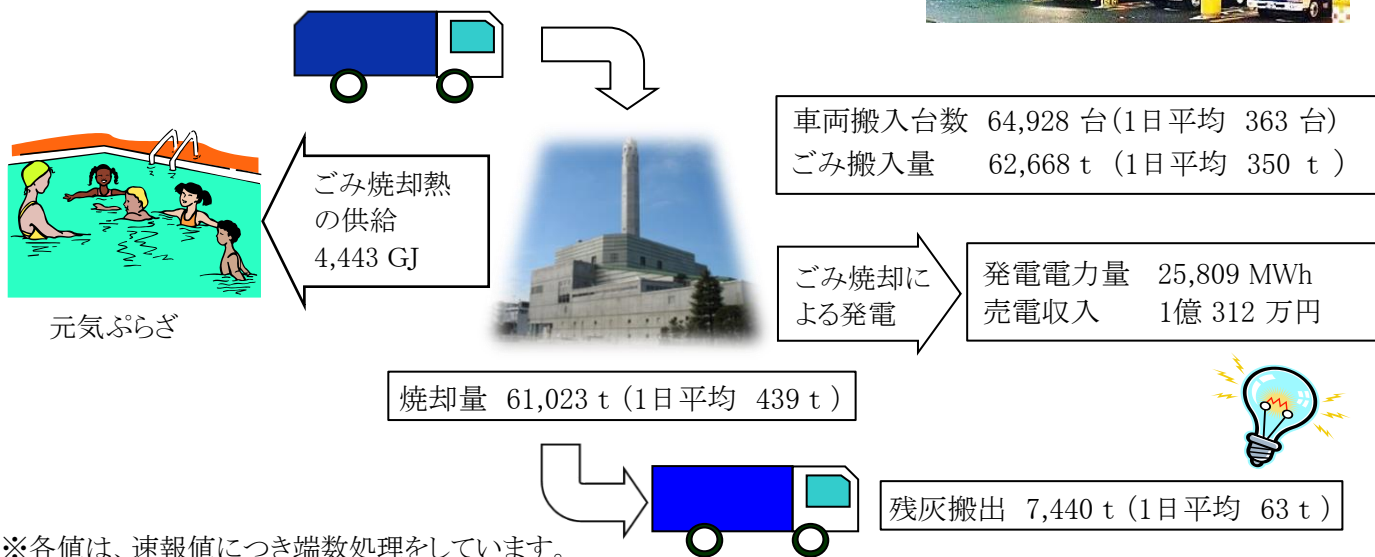 車両搬入台数 64,928 台(1日平均 363 台)
ごみ搬入量 62,668 t (1日平均 350 t )
ごみ焼却熱
の供給
4,443 GJ
元気ぷらざ
ごみ焼却に
よる発電
発電電力量 25,809 MWh
売電収入 1億 312 万円
焼却量 61,023 t (1日平均 439 t )
残灰搬出 7,440 t (1日平均 63 t )
※各値は、速報値につき端数処理をしています。